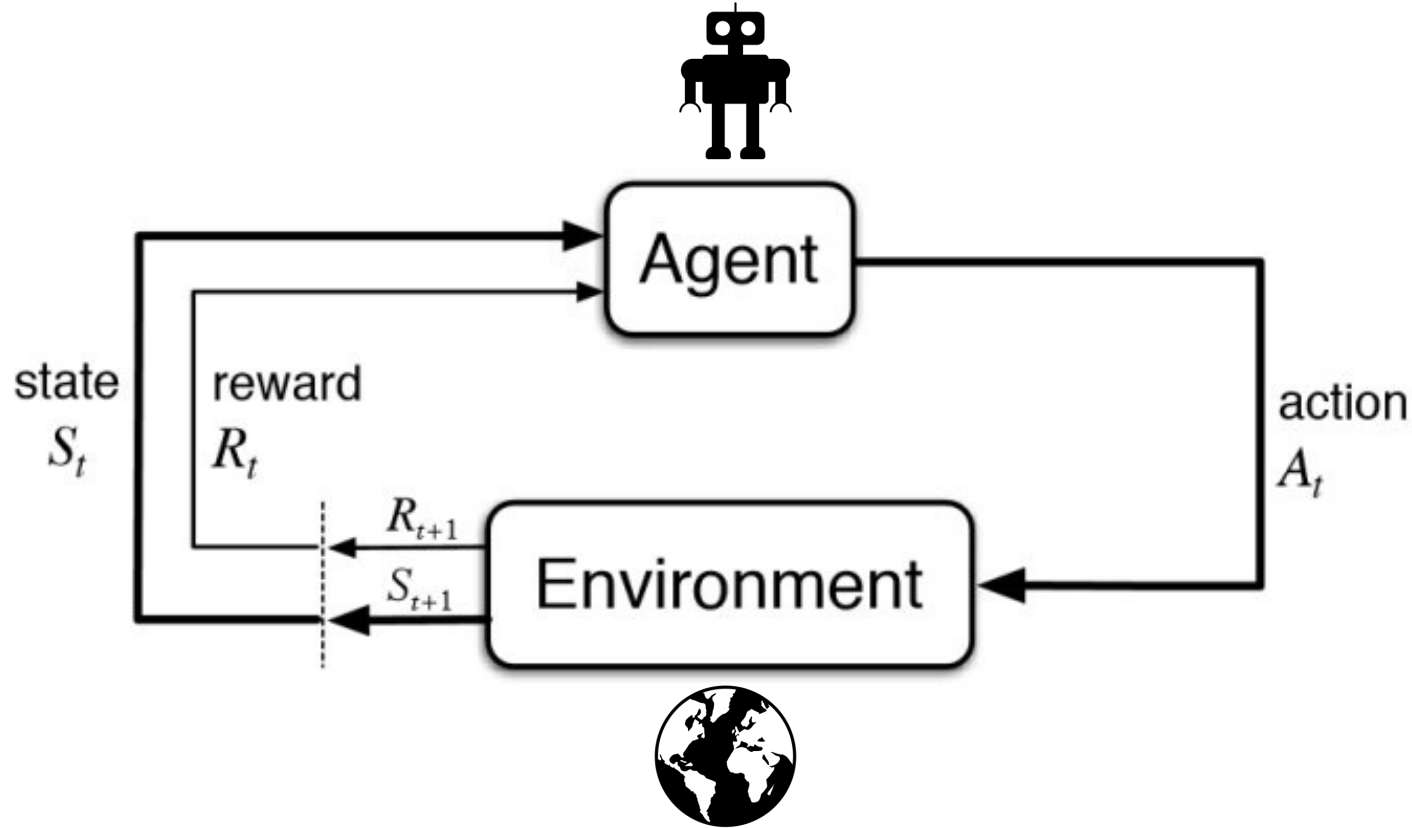 Agent
state
S_t
reward
R_t
action
A_t
R_{t+1}
S_{t+1}
Environment